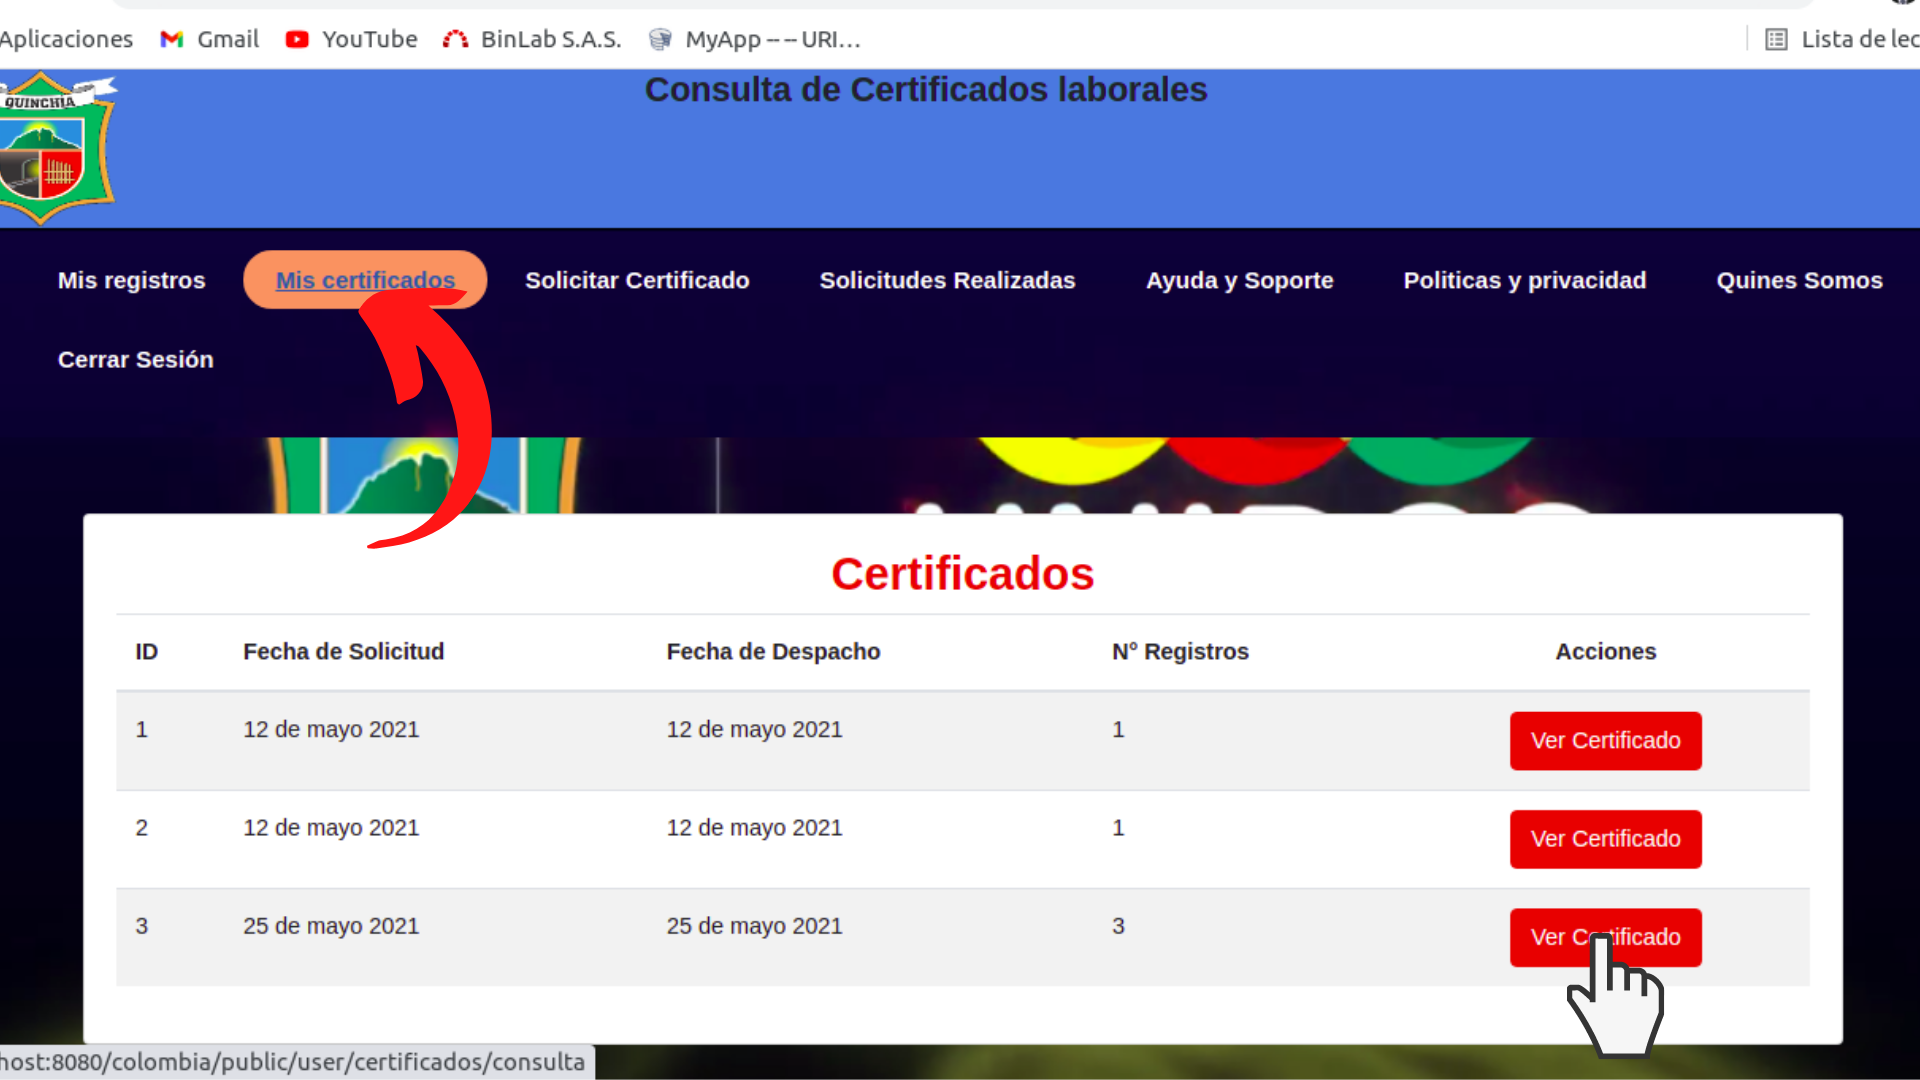 Aplicaciones Gmail YouTube BinLab S.A.S. MyApp -- -- URI... Lista de lec
QUINCHIA
Consulta de Certificados laborales
Mis registros Mis certificados Solicitar Certificado Solicitudes Realizadas Ayuda y Soporte Politicas y privacidad Quines Somos
Cerrar Sesión
Certificados
ID Fecha de Solicitud Fecha de Despacho N° Registros Acciones
1 12 de mayo 2021 12 de mayo 2021 1 Ver Certificado
2 12 de mayo 2021 12 de mayo 2021 1 Ver Certificado
3 25 de mayo 2021 25 de mayo 2021 3 Ver Certificado
host:8080/colombia/public/user/certificados/consulta